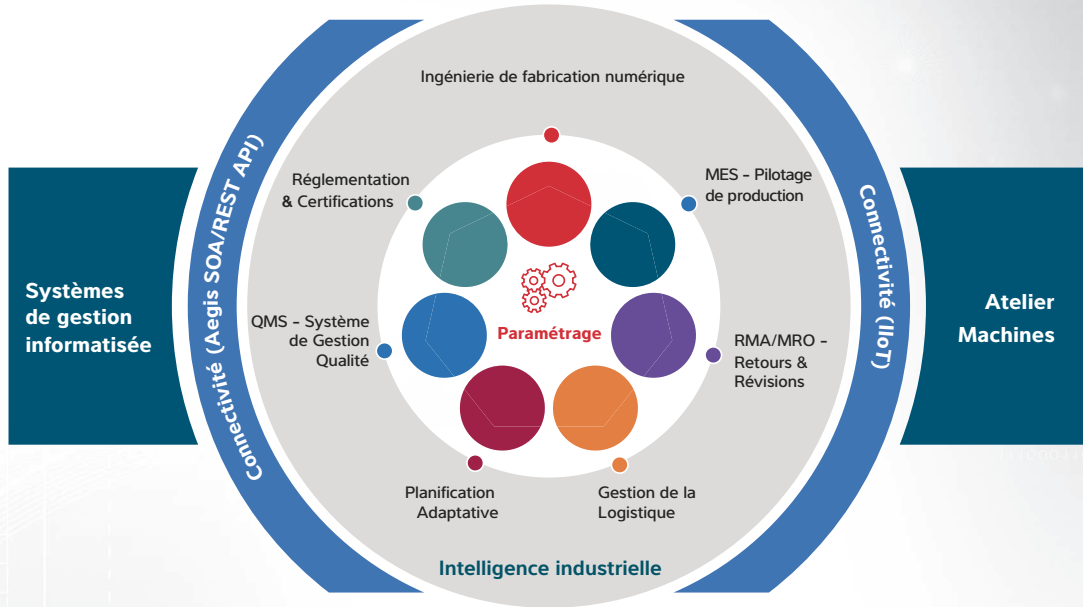 Ingénierie de fabrication numérique
Réglementation
& Certifications
MES - Pilotage
de production
Connectivité (Aegis SOA/REST API)
Connectivité (IIoT)
Systèmes
de gestion
informatisée
Atelier
Machines
QMS - Système
de Gestion
Qualité
Paramétrage
RMA/MRO -
Retours &
Révisions
Planification
Adaptative
Gestion de la
Logistique
Intelligence industrielle